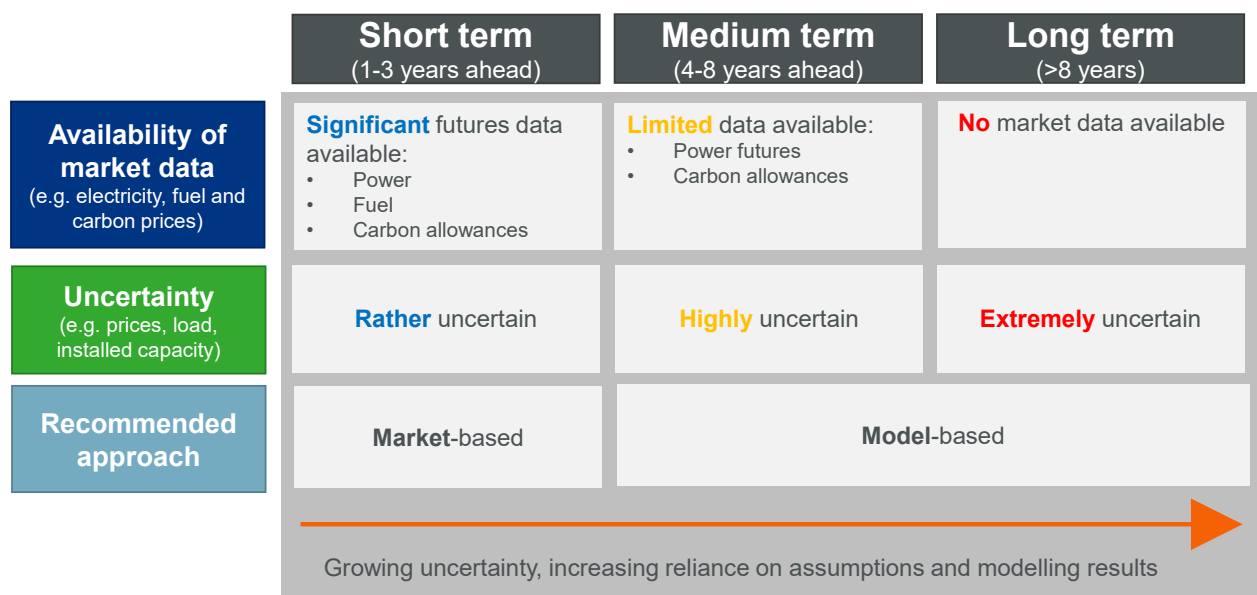 Short term
(1-3 years ahead)
Medium term
(4-8 years ahead)
Long term
(>8 years)
Availability of
market data
(e.g. electricity, fuel and
carbon prices)
Significant futures data
available:
• Power
• Fuel
• Carbon allowances
Limited data available:
• Power futures
• Carbon allowances
No market data available
Uncertainty
(e.g. prices, load,
installed capacity)
Rather uncertain
Highly uncertain
Extremely uncertain
Recommended
approach
Market-based
Model-based
Growing uncertainty, increasing reliance on assumptions and modelling results